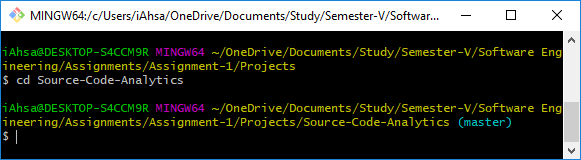 MINGW64:/c/Users/iAhsa/OneDrive/Documents/Study/Semester-V/Softwar...
iAhsa@DESKTOP-S4CCM9R MINGW64 ~/OneDrive/Documents/Study/Semester-V/Software Eng
ineering/Assignments/Assignment-1/Projects
$ cd Source-Code-Analytics
iAhsa@DESKTOP-S4CCM9R MINGW64 ~/OneDrive/Documents/Study/Semester-V/Software Eng
ineering/Assignments/Assignment-1/Projects/Source-Code-Analytics (master)
$